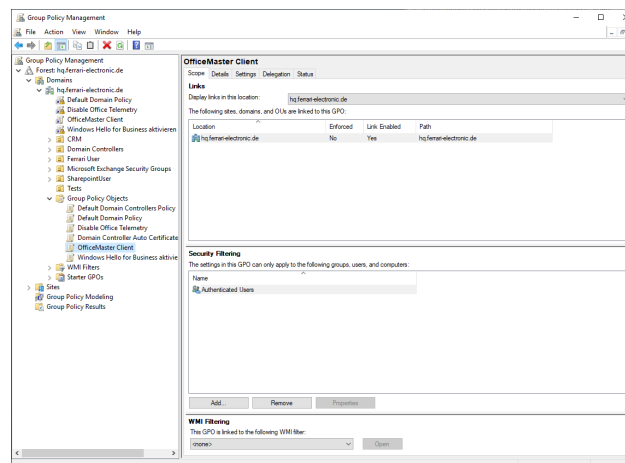 Group Policy Management
File Action View Window Help
Group Policy Management
Forest: hq.ferrari-electronic.de
Domains
hq.ferrari-electronic.de
Default Domain Policy
Disable Office Telemetry
OfficeMaster Client
Windows Hello for Business aktivieren
CRM
Domain Controllers
Ferrari User
Microsoft Exchange Security Groups
SharepointUser
Tests
Group Policy Objects
Default Domain Controllers Policy
Default Domain Policy
Disable Office Telemetry
Domain Controller Auto Certificate
OfficeMaster Client
Windows Hello for Business aktivie
WMI Filters
Starter GPOs
Sites
Group Policy Modeling
Group Policy Results
OfficeMaster Client
Scope Details Settings Delegation Status
Links
Display links in this location: hq.ferrari-electronic.de
The following sites, domains, and OUs are linked to this GPO:
Location Enforced Link Enabled Path
hq.ferrari-electronic.de No Yes hq.ferrari-electronic.de
Security Filtering
The settings in this GPO can only apply to the following groups, users, and computers:
Name
Authenticated Users
Add... Remove Properties
WMI Filtering
This GPO is linked to the following WMI filter:
<none> Open